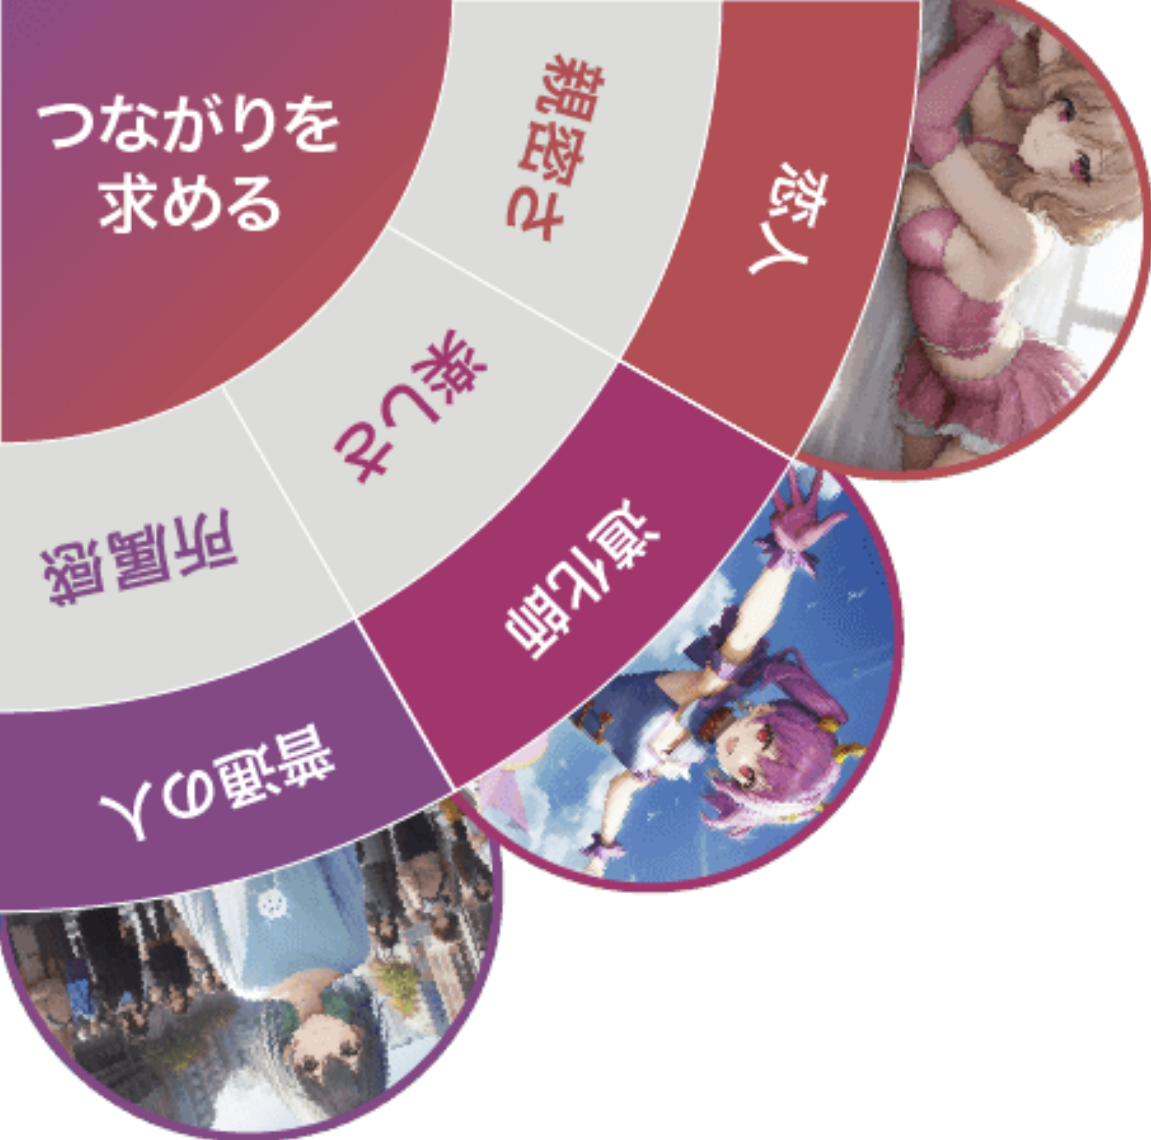 つながりを
求める
親密さ
恋人
楽しさ
道化師
所属感
普通の人